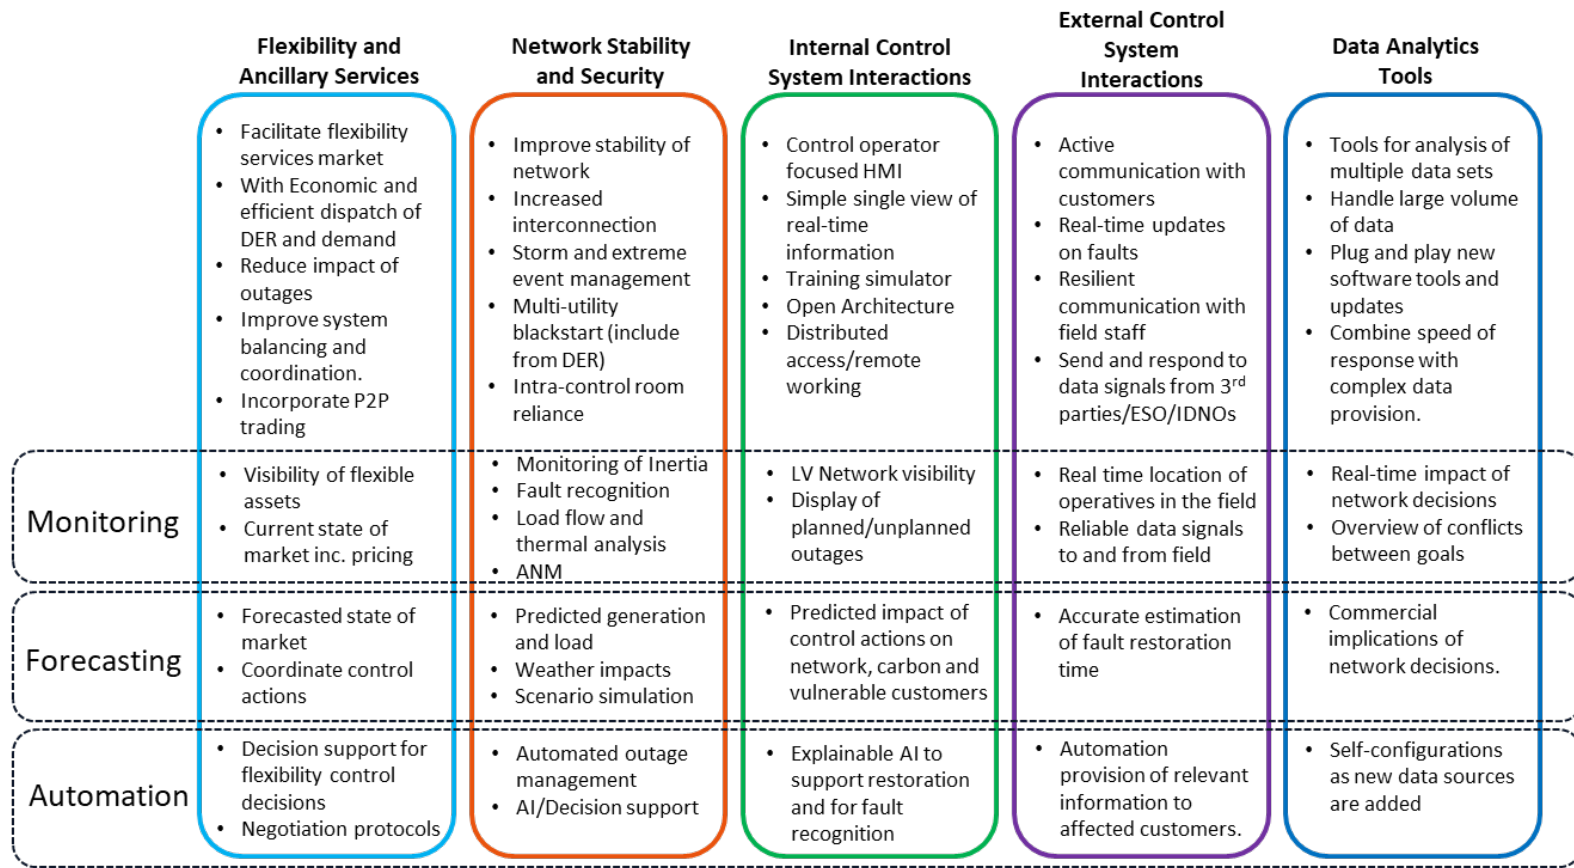 Flexibility and
Ancillary Services
Network Stability
and Security
Internal Control
System Interactions
External Control
System
Interactions
Data Analytics
Tools
• Facilitate flexibility
services market
• With Economic and
efficient dispatch of
DER and demand
• Reduce impact of
outages
• Improve system
balancing and
coordination.
• Incorporate P2P
trading
• Improve stability of
network
• Increased
interconnection
• Storm and extreme
event management
• Multi-utility
blackstart (include
from DER)
• Intra-control room
reliance
• Control operator
focused HMI
• Simple single view of
real-time
information
• Training simulator
• Open Architecture
• Distributed
access/remote
working
• Active
communication with
customers
• Real-time updates
on faults
• Resilient
communication with
field staff
• Send and respond to
data signals from 3rd
parties/ESO/IDNOs
• Tools for analysis of
multiple data sets
• Handle large volume
of data
• Plug and play new
software tools and
updates
• Combine speed of
response with
complex data
provision.
Monitoring
• Visibility of flexible
assets
• Current state of
market inc. pricing
• Monitoring of Inertia
• Fault recognition
• Load flow and
thermal analysis
• ANM
• LV Network visibility
• Display of
planned/unplanned
outages
• Real time location of
operatives in the field
• Reliable data signals
to and from field
• Real-time impact of
network decisions
• Overview of conflicts
between goals
Forecasting
• Forecasted state of
market
• Coordinate control
actions
• Predicted generation
and load
• Weather impacts
• Scenario simulation
• Predicted impact of
control actions on
network, carbon and
vulnerable customers
• Accurate estimation
of fault restoration
time
• Commercial
implications of
network decisions.
Automation
• Decision support for
flexibility control
decisions
• Negotiation protocols
• Automated outage
management
• AI/Decision support
• Explainable AI to
support restoration
and for fault
recognition
• Automation
provision of relevant
information to
affected customers.
• Self-configurations
as new data sources
are added